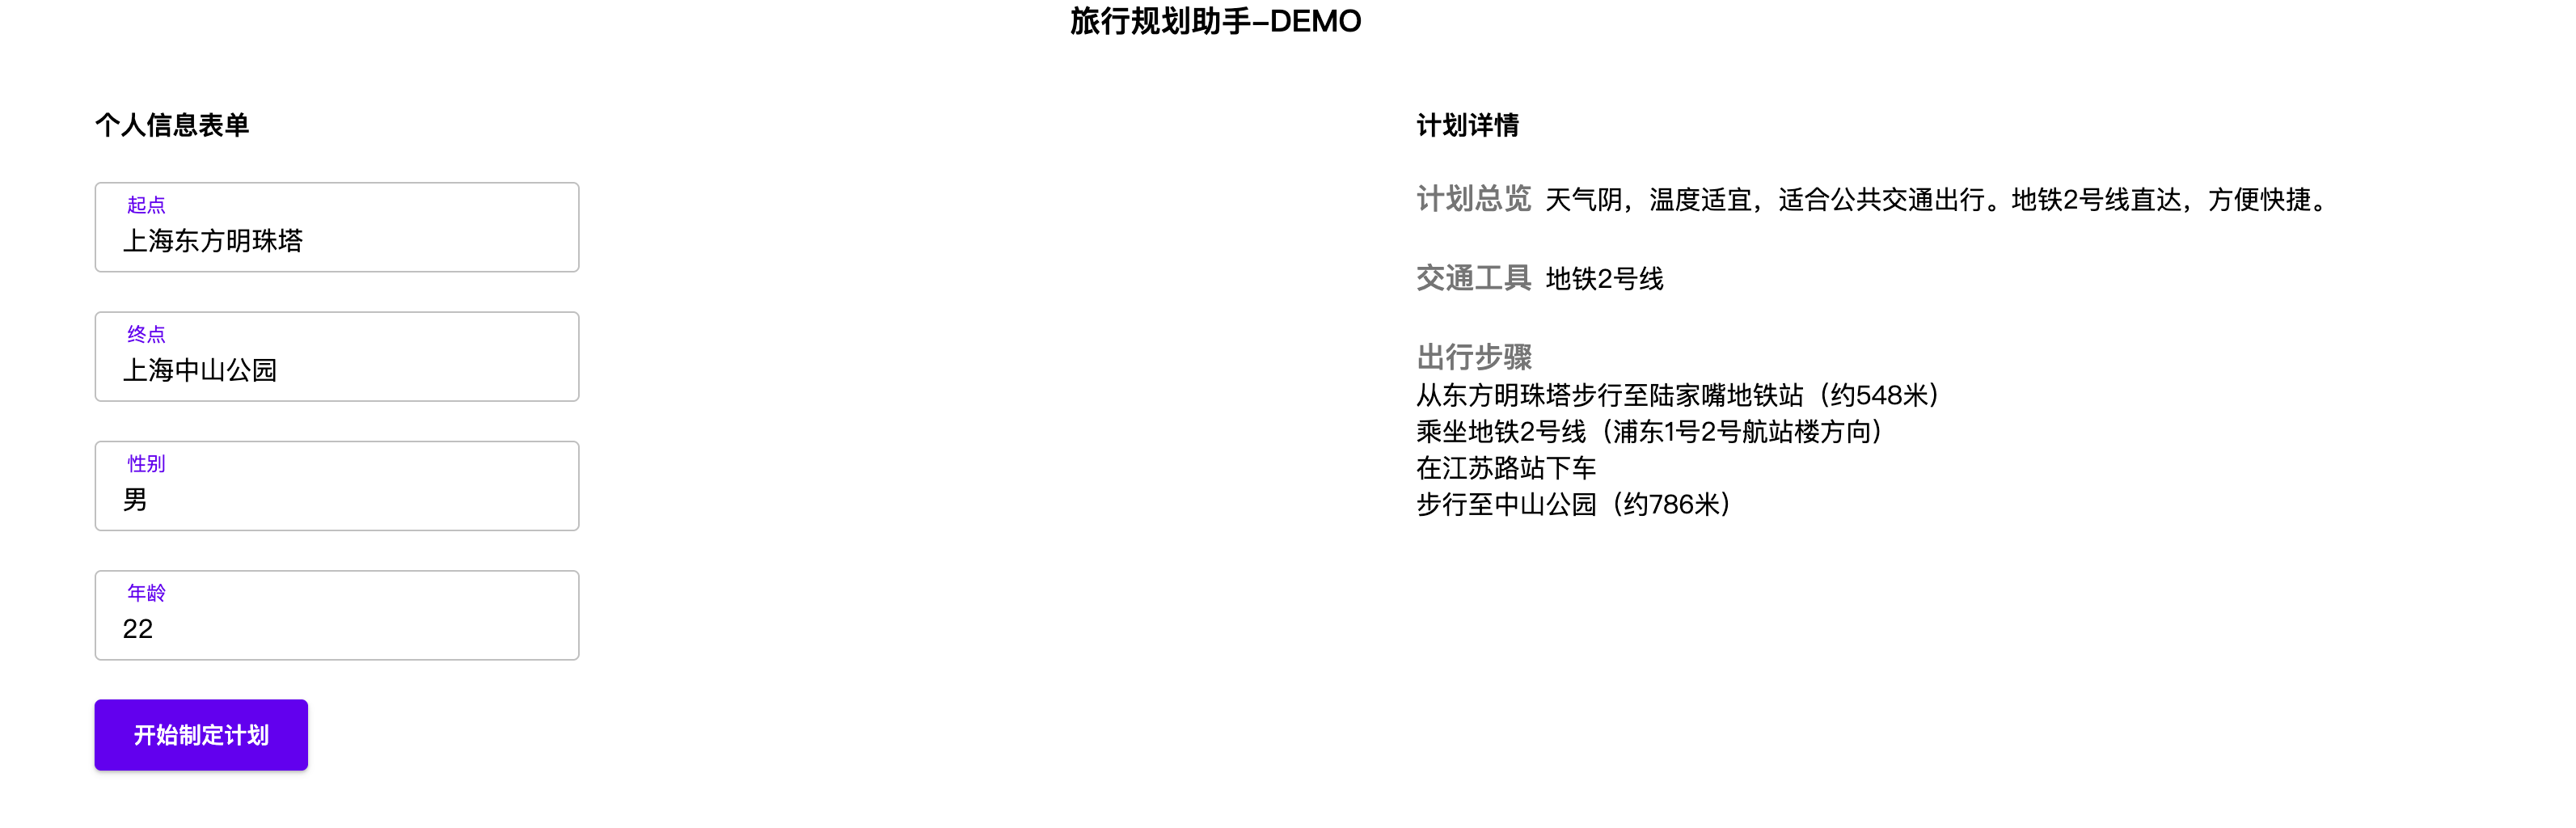 旅行规划助手-DEMO
个人信息表单
起点
上海东方明珠塔
终点
上海中山公园
性别
男
年龄
22
开始制定计划
计划详情
计划总览 天气阴，温度适宜，适合公共交通出行。地铁2号线直达，方便快捷。
交通工具 地铁2号线
出行步骤
从东方明珠塔步行至陆家嘴地铁站（约548米）
乘坐地铁2号线（浦东1号2号航站楼方向）
在江苏路站下车
步行至中山公园（约786米）